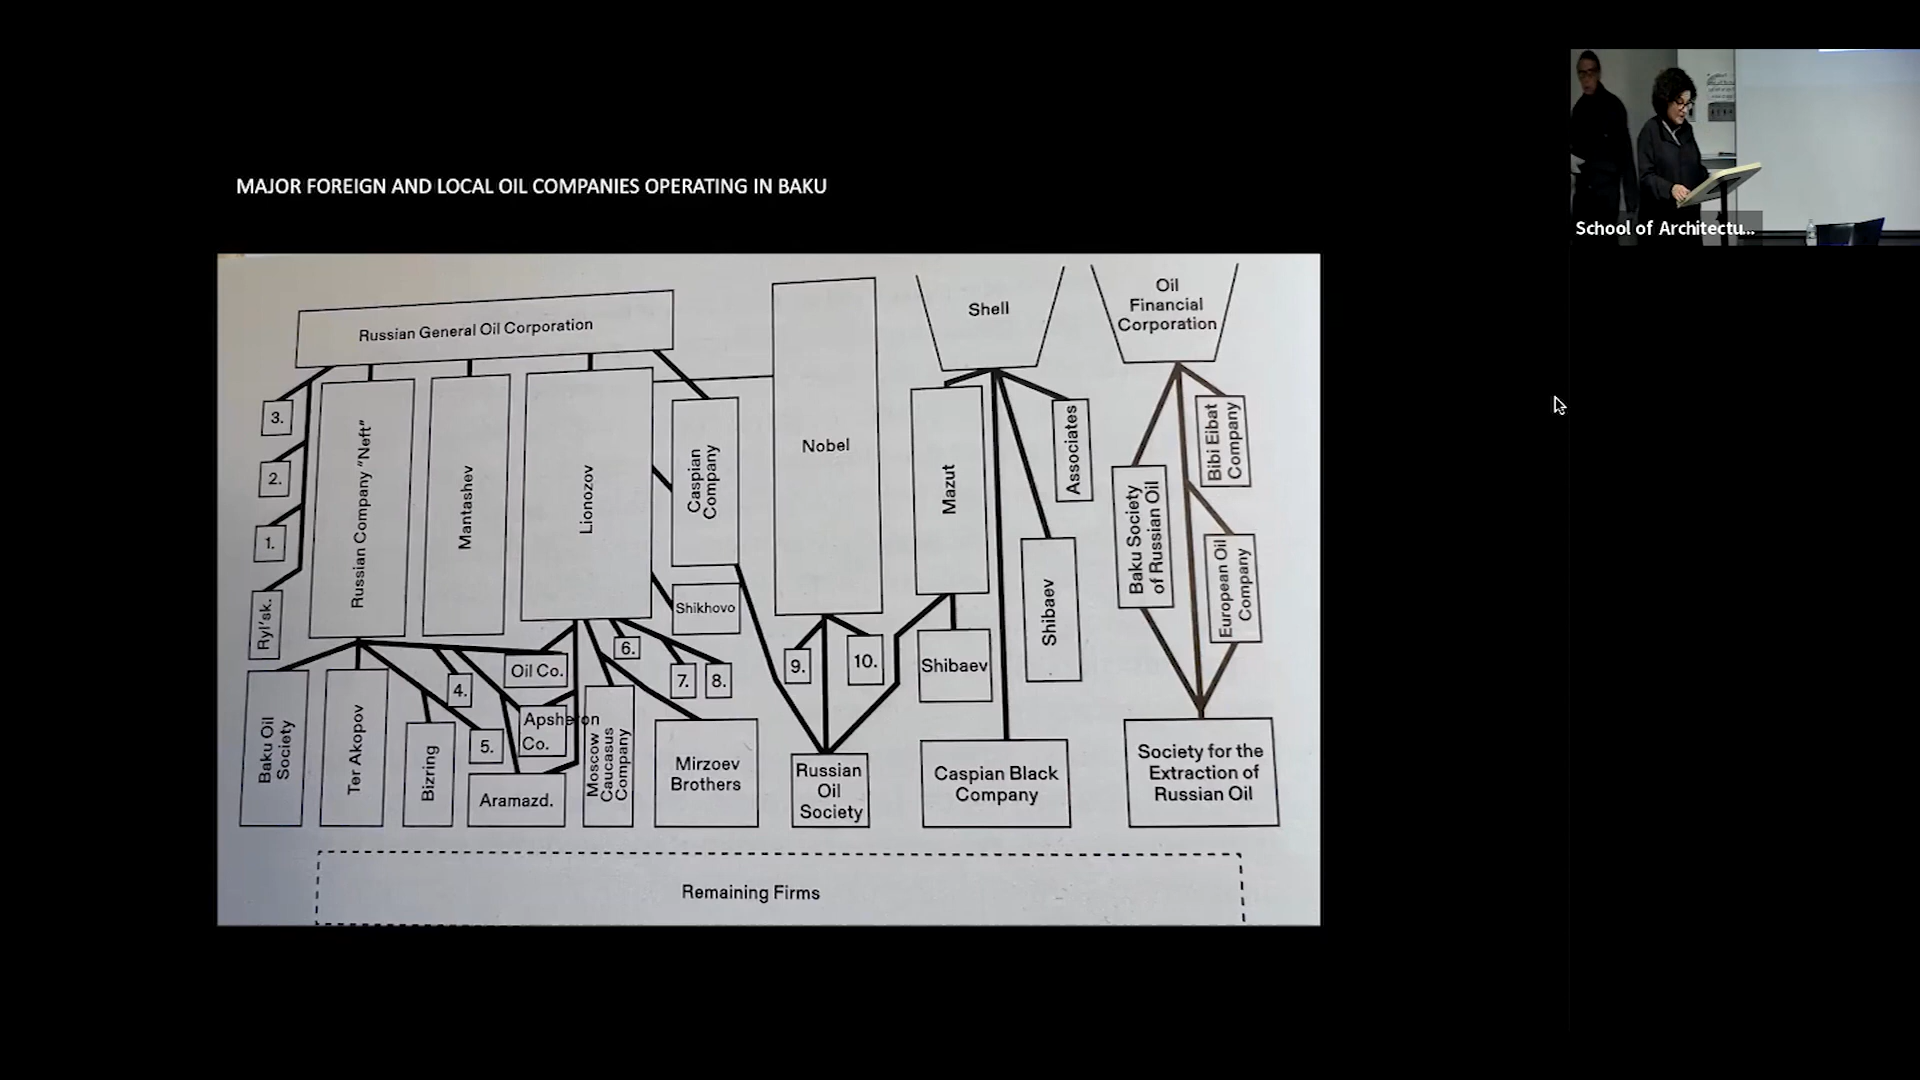 MAJOR FOREIGN AND LOCAL OIL COMPANIES OPERATING IN BAKU
School of Architectu...
Russian General Oil Corporation
Shell
Oil
Financial
Corporation
3.
2.
1.
Ryl'sk.
Russian Company "Neft"
Mantashev
Lionozov
Caspian
Company
Shikhovo
Nobel
Mazut
Associates
Shibaev
Bibi Eibat
Company
Baku Society
of Russian Oil
European Oil
Company
Oil Co.
4.
5.
6.
7.
8.
9.
10.
Shibaev
Baku Oil
Society
Ter Akopov
Bizring
Apsheron
Co.
Aramazd.
Moscow
Caucasus
Company
Mirzoev
Brothers
Russian
Oil
Society
Caspian Black
Company
Society for the
Extraction of
Russian Oil
Remaining Firms